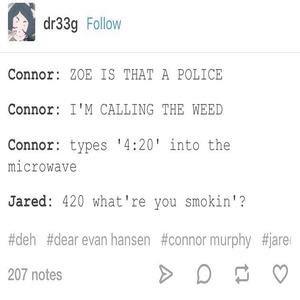 dr33g Follow
Connor: ZOE IS THAT A POLICE
Connor: I'M CALLING THE WEED
Connor: types '4:20' into the
microwave
Jared: 420 what're you smokin'?
#deh #dear evan hansen #connor murphy #jare
207 notes